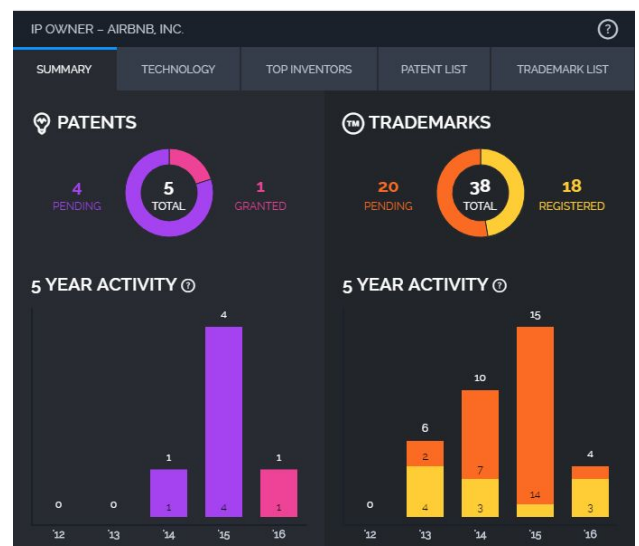 IP OWNER – AIRBNB, INC.
?
SUMMARY
TECHNOLOGY
TOP INVENTORS
PATENT LIST
TRADEMARK LIST
PATENTS
4
PENDING
5
TOTAL
1
GRANTED
5 YEAR ACTIVITY ?
4
1
1
0
0
1
4
1
'12 '13 '14 '15 '16
TM TRADEMARKS
20
PENDING
38
TOTAL
18
REGISTERED
5 YEAR ACTIVITY ?
15
10
6
4
2
7
0
4
3
14
3
'12 '13 '14 '15 '16